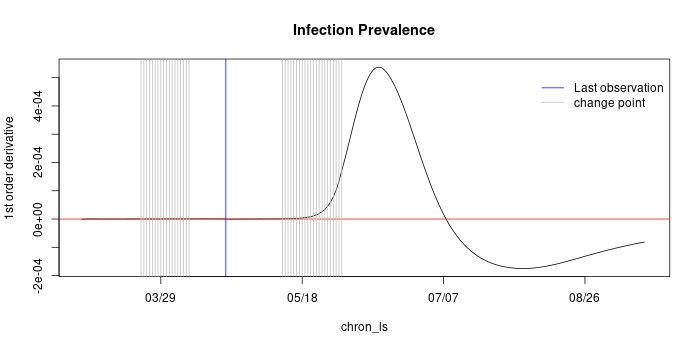 Infection Prevalence
1st order derivative
4e-04
2e-04
0e+00
-2e-04
Last observation
change point
03/29
05/18
07/07
08/26
chron_ls